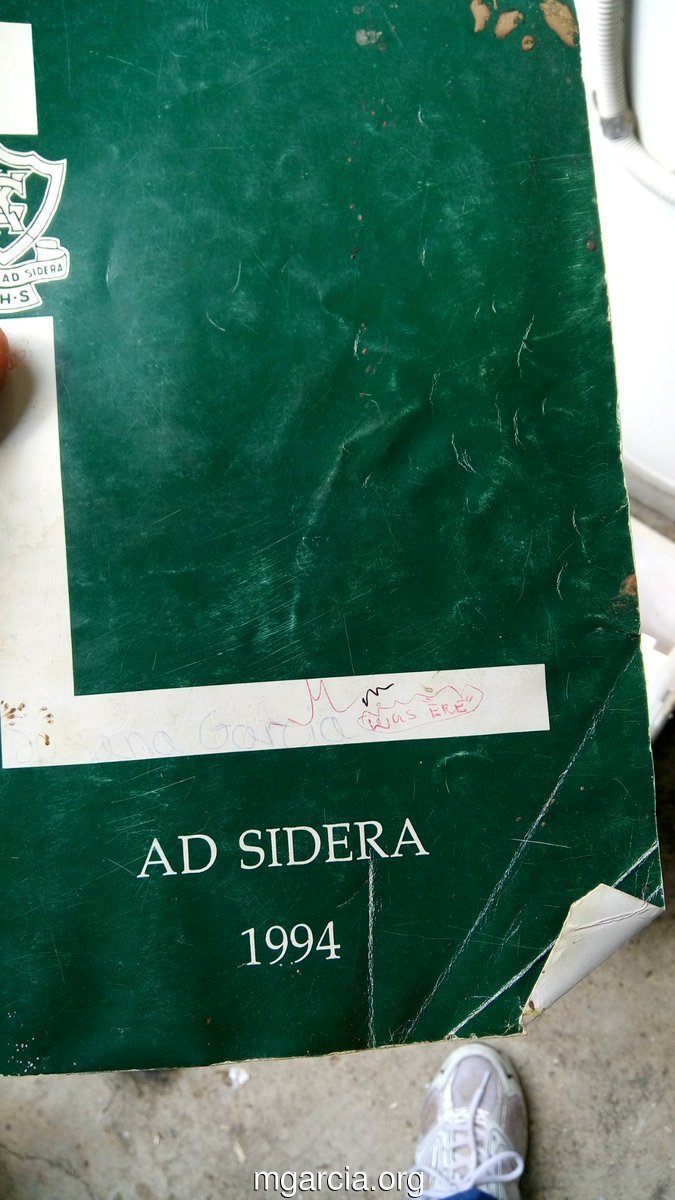 AD SIDERA
H·S
M m
Garcia WAS "ERE"
AD SIDERA
1994
mgarcia.org